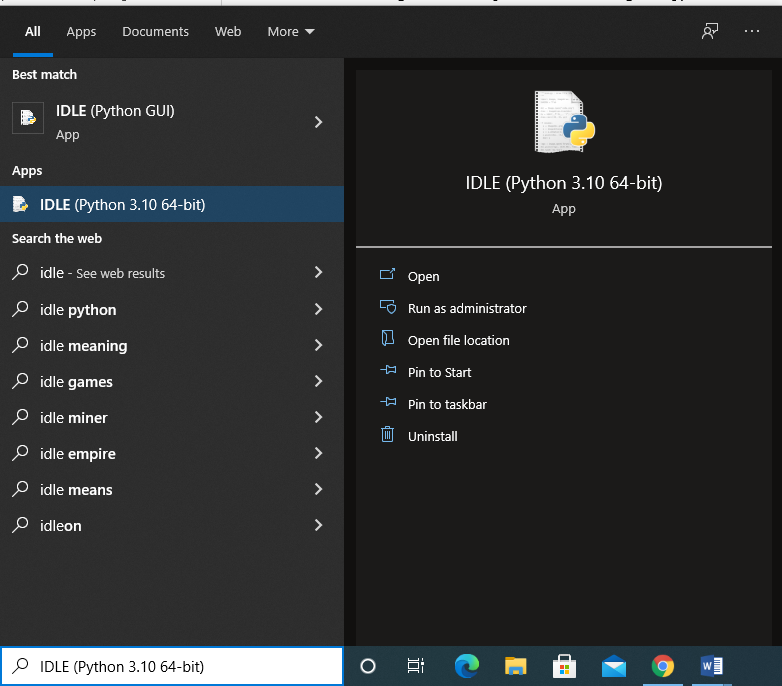 All Apps Documents Web More
Best match
IDLE (Python GUI)
App
Apps
IDLE (Python 3.10 64-bit)
Search the web
idle - See web results
idle python
idle meaning
idle games
idle miner
idle empire
idle means
idleon
IDLE (Python 3.10 64-bit)
IDLE (Python 3.10 64-bit)
App
Open
Run as administrator
Open file location
Pin to Start
Pin to taskbar
Uninstall